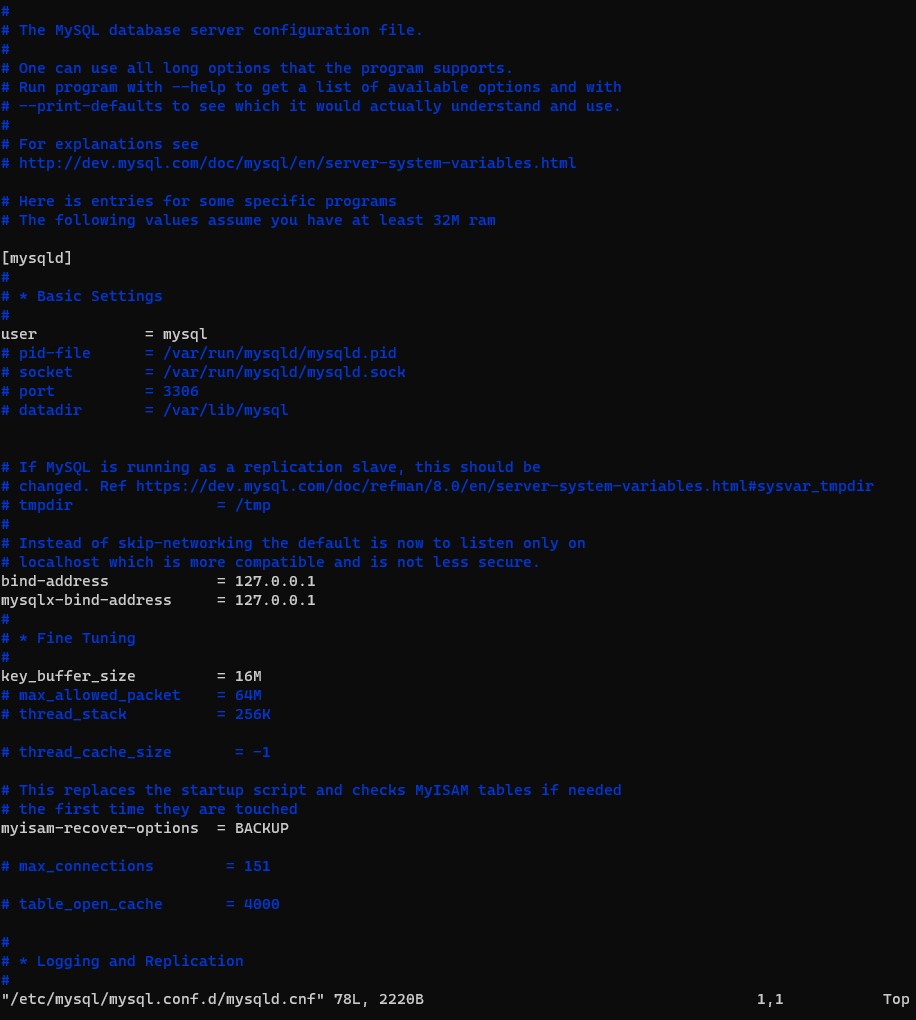 #
# The MySQL database server configuration file.
#
# One can use all long options that the program supports.
# Run program with --help to get a list of available options and with
# --print-defaults to see which it would actually understand and use.
#
# For explanations see
# http://dev.mysql.com/doc/mysql/en/server-system-variables.html

# Here is entries for some specific programs
# The following values assume you have at least 32M ram

[mysqld]
#
# * Basic Settings
#
user            = mysql
# pid-file      = /var/run/mysqld/mysqld.pid
# socket        = /var/run/mysqld/mysqld.sock
# port          = 3306
# datadir       = /var/lib/mysql


# If MySQL is running as a replication slave, this should be
# changed. Ref https://dev.mysql.com/doc/refman/8.0/en/server-system-variables.html#sysvar_tmpdir
# tmpdir                = /tmp
#
# Instead of skip-networking the default is now to listen only on
# localhost which is more compatible and is not less secure.
bind-address            = 127.0.0.1
mysqlx-bind-address     = 127.0.0.1
#
# * Fine Tuning
#
key_buffer_size         = 16M
# max_allowed_packet    = 64M
# thread_stack          = 256K

# thread_cache_size       = -1

# This replaces the startup script and checks MyISAM tables if needed
# the first time they are touched
myisam-recover-options  = BACKUP

# max_connections        = 151

# table_open_cache       = 4000

#
# * Logging and Replication
#
"/etc/mysql/mysql.conf.d/mysqld.cnf" 78L, 2220B                                     1,1           Top